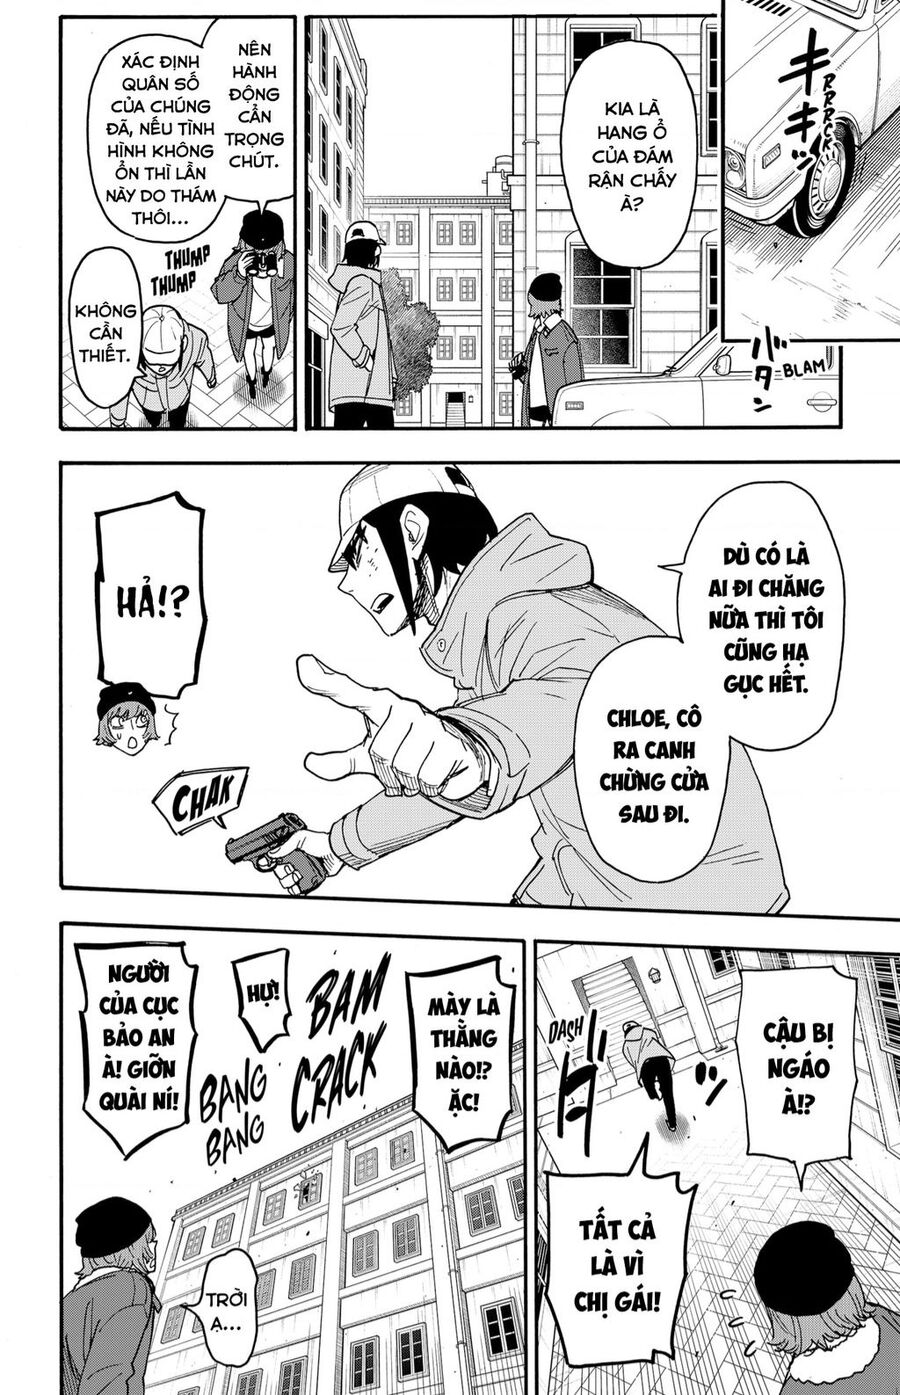 キキキ
RRRRCK
バタン
BLAM
KIA LÀ
HANG Ổ
CỦA ĐÁM
RẬN CHẤY
À?
NÊN
HÀNH
ĐỘNG
CẨN
TRỌNG
CHÚT.
XÁC ĐỊNH
QUÂN SỐ
CỦA CHÚNG
ĐÃ, NẾU TÌNH
HÌNH KHÔNG
ỔN THÌ LẦN
NÀY DO THÁM
THÔI...
THUMP
THUMP
KHÔNG
CẦN
THIẾT.
DÙ CÓ LÀ
AI ĐI CHĂNG
NỮA THÌ TÔI
CŨNG HẠ
GỤC HẾT.
CHLOE, CÔ
RA CANH
CHỪNG CỬA
SAU ĐI.
HẢ!?
CHAK
CẬU BỊ
NGÁO
À!?
DASH
ドドッ
TẤT CẢ
LÀ VÌ
CHỊ GÁI!
MÀY LÀ
THẰNG
NÀO!?
ẶC!
BAM
CRACK
HỰ!
BANG
BANG
NGƯỜI
CỦA CỤC
BẢO AN
À! GIỠN
QUÀI NÍ!
TRỜI
Ạ...